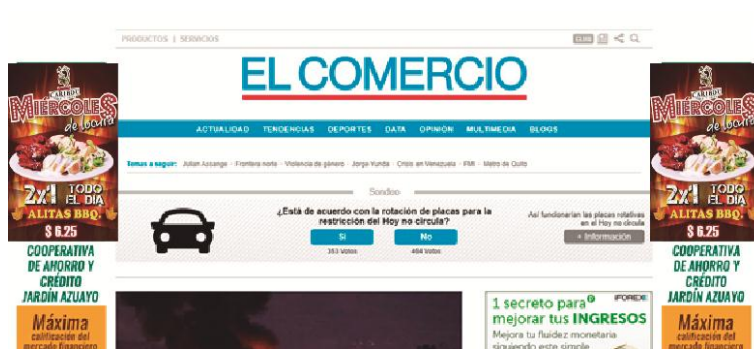 PRODUCTOS | SERVICIOS
EL COMERCIO
ACTUALIDAD TENDENCIAS DEPORTES DATA OPINIÓN MULTIMEDIA BLOGS
Temas a seguir: Julian Assange - Frontera norte - Violencia de género - Jorge Yunda - Crisis en Venezuela - FMI - Metro de Quito
Sondeo
¿Está de acuerdo con la rotación de placas para la
restricción del Hoy no circula?
Sí No
353 Votos 404 Votos
Así funcionarían las placas rotativas
en el Hoy no circula
+ Información
CARIBOU
MIÉRCOLES
de locura
2x1 TODO
EL DÍA
ALITAS BBQ.
$ 6.25
COOPERATIVA
DE AHORRO Y
CRÉDITO
JARDÍN AZUAYO
Máxima
calificación del
mercado financiero
1 secreto para
mejorar tus INGRESOS
Mejora tu fluidez monetaria
siguiendo este simple
IFOREX
CARIBOU
MIÉRCOLES
de locura
2x1 TODO
EL DÍA
ALITAS BBQ.
$ 6.25
COOPERATIVA
DE AHORRO Y
CRÉDITO
JARDÍN AZUAYO
Máxima
calificación del
mercado financiero